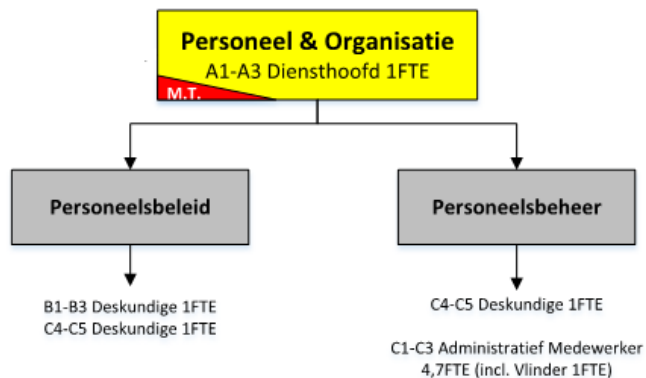 Personeel & Organisatie
A1-A3 Diensthoofd 1FTE
M.T.
Personeelsbeleid
B1-B3 Deskundige 1FTE
C4-C5 Deskundige 1FTE
Personeelsbeheer
C4-C5 Deskundige 1FTE
C1-C3 Administratief Medewerker
4,7FTE (incl. Vlinder 1FTE)